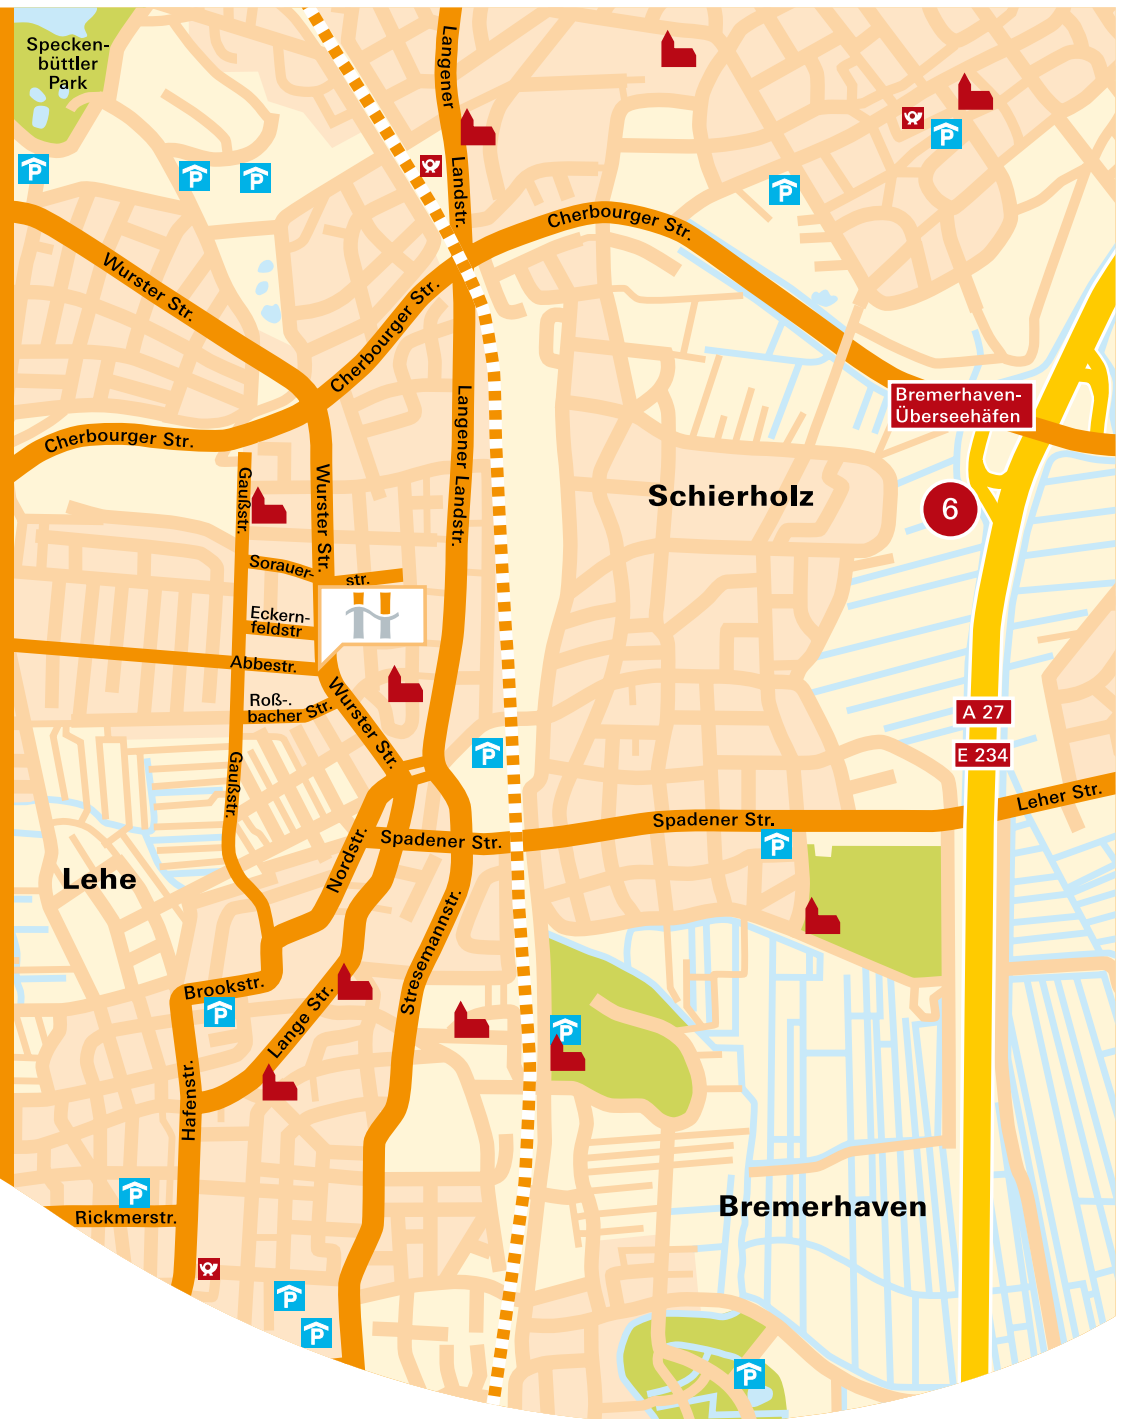 Specken-
büttler
Park
Langener
Landstr.
Cherbourger Str.
Wurster Str.
Cherbourger Str.
Bremerhaven-
Überseehäfen
Cherbourger Str.
Langener Landstr.
Gaußstr.
Wurster Str.
Schierholz
6
Sorauer-
str.
Eckern-
feldstr
Abbestr.
Roß-.
bacher Str.
Wurster Str.
A 27
E 234
Gaußstr.
Leher Str.
Spadener Str.
Spadener Str.
Nordstr.
Lehe
Stresemannstr.
Brookstr.
Lange Str.
Hafenstr.
Bremerhaven
Rickmerstr.
P
P
P
P
P
P
P
P
P
P
P
P
P